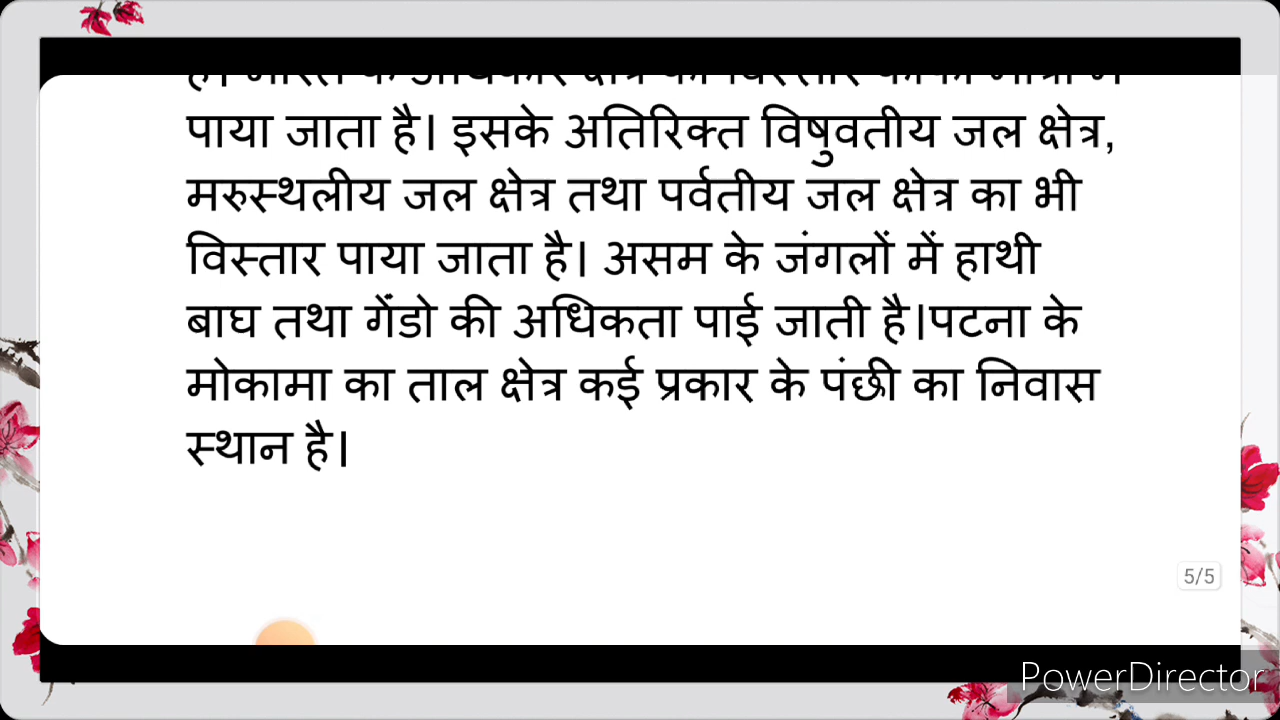 पाया जाता है। इसके अतिरिक्त विषुवतीय जल क्षेत्र,
मरुस्थलीय जल क्षेत्र तथा पर्वतीय जल क्षेत्र का भी
विस्तार पाया जाता है। असम के जंगलों में हाथी
बाघ तथा गेंडो की अधिकता पाई जाती है।पटना के
मोकामा का ताल क्षेत्र कई प्रकार के पंछी का निवास
स्थान है।
5/5
PowerDirector